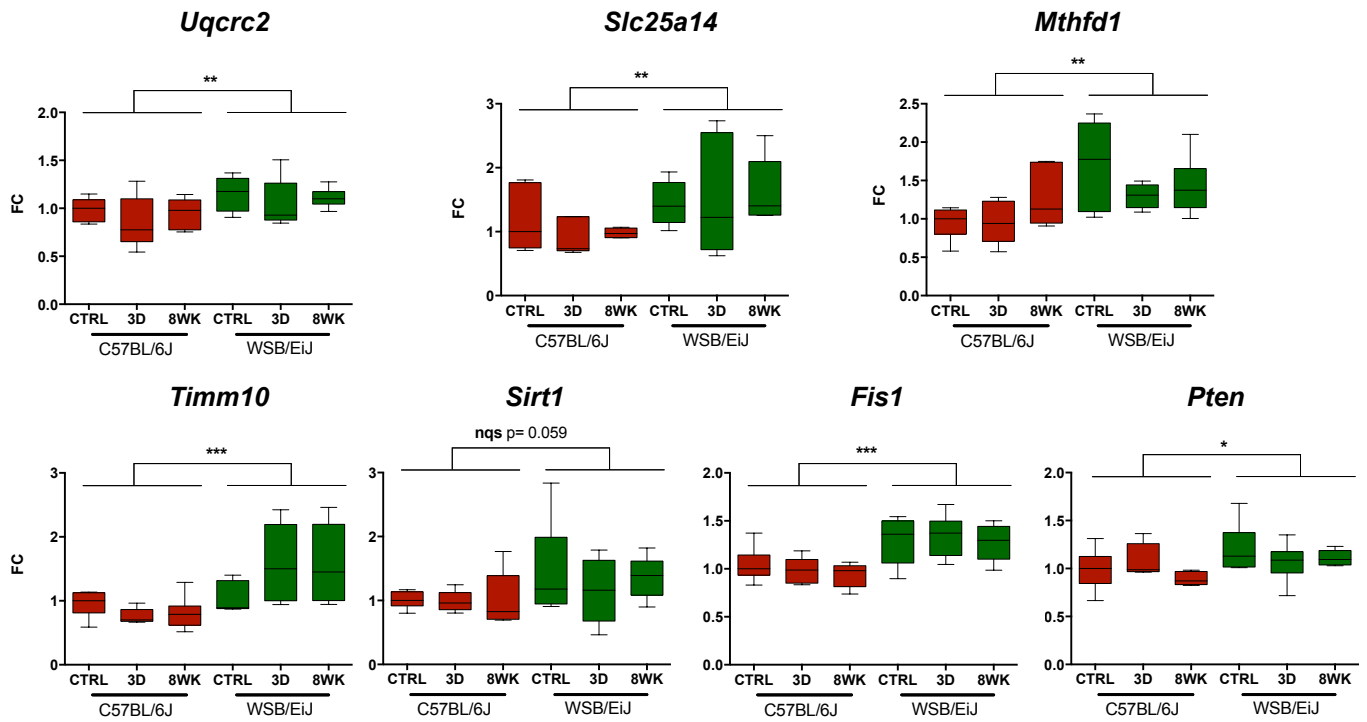 Uqcrc2
Slc25a14
Mthfd1
**
**
**
FC
2.0
1.5
1.0
0.5
0.0
CTRL 3D 8WK CTRL 3D 8WK
C57BL/6J WSB/EiJ
FC
3
2
1
0
CTRL 3D 8WK CTRL 3D 8WK
C57BL/6J WSB/EiJ
FC
2.5
2.0
1.5
1.0
0.5
0.0
CTRL 3D 8WK CTRL 3D 8WK
C57BL/6J WSB/EiJ
Timm10
Sirt1
Fis1
Pten
***
nqs p= 0.059
***
*
FC
3
2
1
0
CTRL 3D 8WK CTRL 3D 8WK
C57BL/6J WSB/EiJ
3
2
1
0
CTRL 3D 8WK CTRL 3D 8WK
C57BL/6J WSB/EiJ
2.0
1.5
1.0
0.5
0.0
CTRL 3D 8WK CTRL 3D 8WK
C57BL/6J WSB/EiJ
2.0
1.5
1.0
0.5
0.0
CTRL 3D 8WK CTRL 3D 8WK
C57BL/6J WSB/EiJ